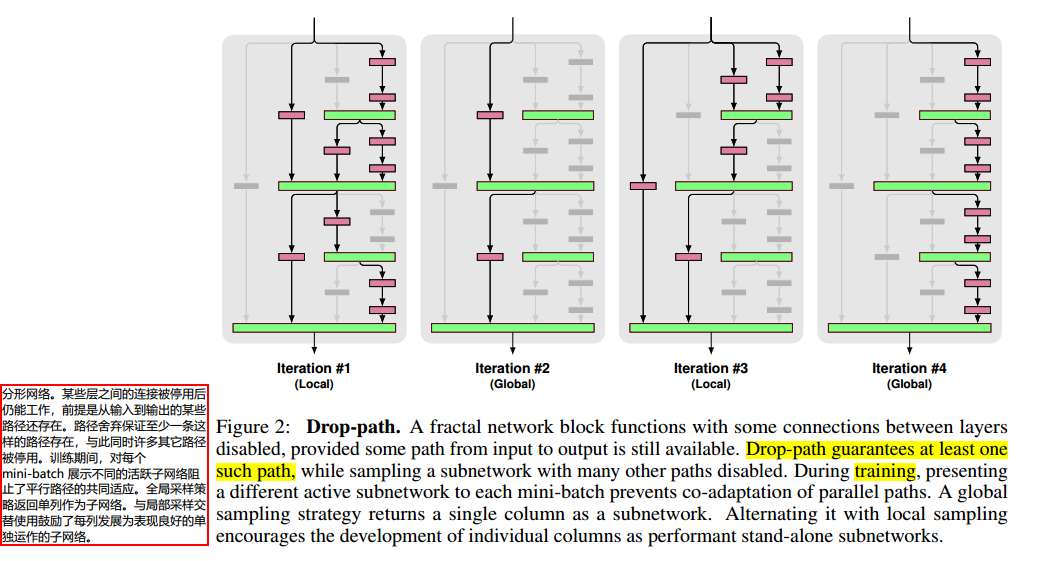 Iteration #1
(Local)
Iteration #2
(Global)
Iteration #3
(Local)
Iteration #4
(Global)
分形网络。某些层之间的连接被停用后
仍能工作，前提是从输入到输出的某些
路径还存在。路径舍弃保证至少一条这
样的路径存在，与此同时许多其它路径
被停用。训练期间，对每个
mini-batch 展示不同的活跃子网络阻
止了平行路径的共同适应。全局采样策
略返回单列作为子网络。与局部采样交
替使用鼓励了每列发展为表现良好的单
独运作的子网络。
Figure 2: Drop-path. A fractal network block functions with some connections between layers
disabled, provided some path from input to output is still available. Drop-path guarantees at least one
such path, while sampling a subnetwork with many other paths disabled. During training, presenting
a different active subnetwork to each mini-batch prevents co-adaptation of parallel paths. A global
sampling strategy returns a single column as a subnetwork. Alternating it with local sampling
encourages the development of individual columns as performant stand-alone subnetworks.